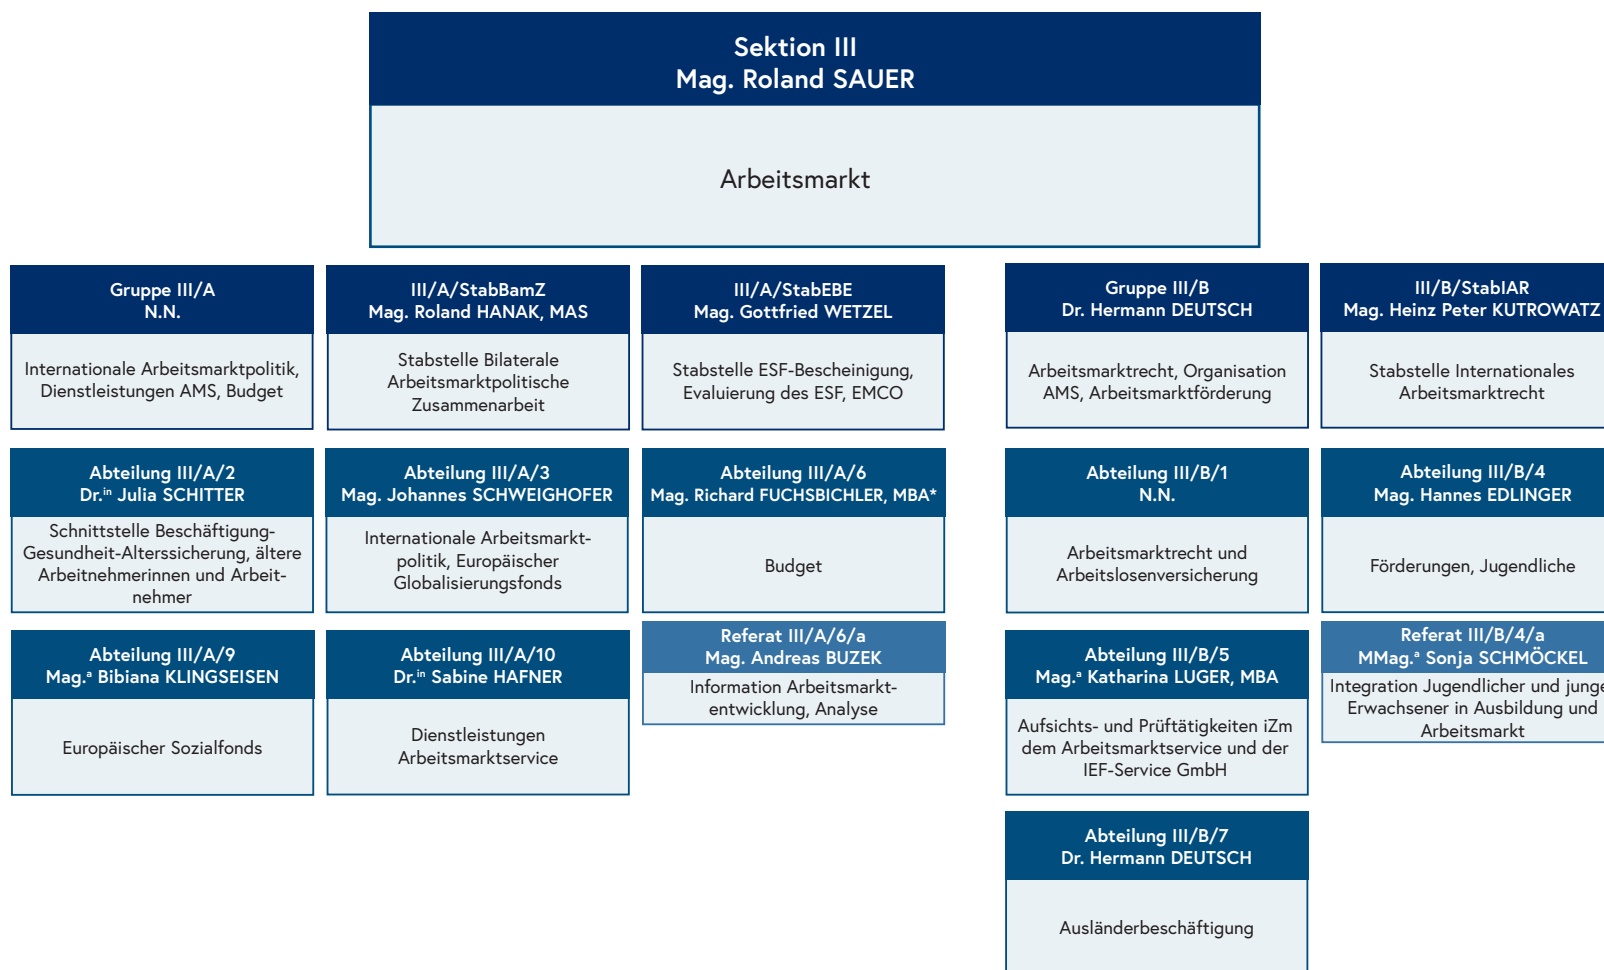 Sektion III
Mag. Roland SAUER
Arbeitsmarkt
Gruppe III/A
N.N.
Internationale Arbeitsmarktpolitik,
Dienstleistungen AMS, Budget
III/A/StabBamZ
Mag. Roland HANAK, MAS
Stabstelle Bilaterale
Arbeitsmarktpolitische
Zusammenarbeit
III/A/StabEBE
Mag. Gottfried WETZEL
Stabstelle ESF-Bescheinigung,
Evaluierung des ESF, EMCO
Gruppe III/B
Dr. Hermann DEUTSCH
Arbeitsmarktrecht, Organisation
AMS, Arbeitsmarktförderung
III/B/StabIAR
Mag. Heinz Peter KUTROWATZ
Stabstelle Internationales
Arbeitsmarktrecht
Abteilung III/A/2
Dr.ⁱⁿ Julia SCHITTER
Schnittstelle Beschäftigung-
Gesundheit-Alterssicherung, ältere
Arbeitnehmerinnen und Arbeit-
nehmer
Abteilung III/A/3
Mag. Johannes SCHWEIGHOFER
Internationale Arbeitsmarkt-
politik, Europäischer
Globalisierungsfonds
Abteilung III/A/6
Mag. Richard FUCHSBICHLER, MBA*
Budget
Abteilung III/B/1
N.N.
Arbeitsmarktrecht und
Arbeitslosenversicherung
Abteilung III/B/4
Mag. Hannes EDLINGER
Förderungen, Jugendliche
Abteilung III/A/9
Mag.ᵃ Bibiana KLINGSEISEN
Europäischer Sozialfonds
Abteilung III/A/10
Dr.ⁱⁿ Sabine HAFNER
Dienstleistungen
Arbeitsmarktservice
Referat III/A/6/a
Mag. Andreas BUZEK
Information Arbeitsmarkt-
entwicklung, Analyse
Abteilung III/B/5
Mag.ᵃ Katharina LUGER, MBA
Aufsichts- und Prüftätigkeiten iZm
dem Arbeitsmarktservice und der
IEF-Service GmbH
Referat III/B/4/a
MMag.ᵃ Sonja SCHMÖCKEL
Integration Jugendlicher und junge
Erwachsener in Ausbildung und
Arbeitsmarkt
Abteilung III/B/7
Dr. Hermann DEUTSCH
Ausländerbeschäftigung